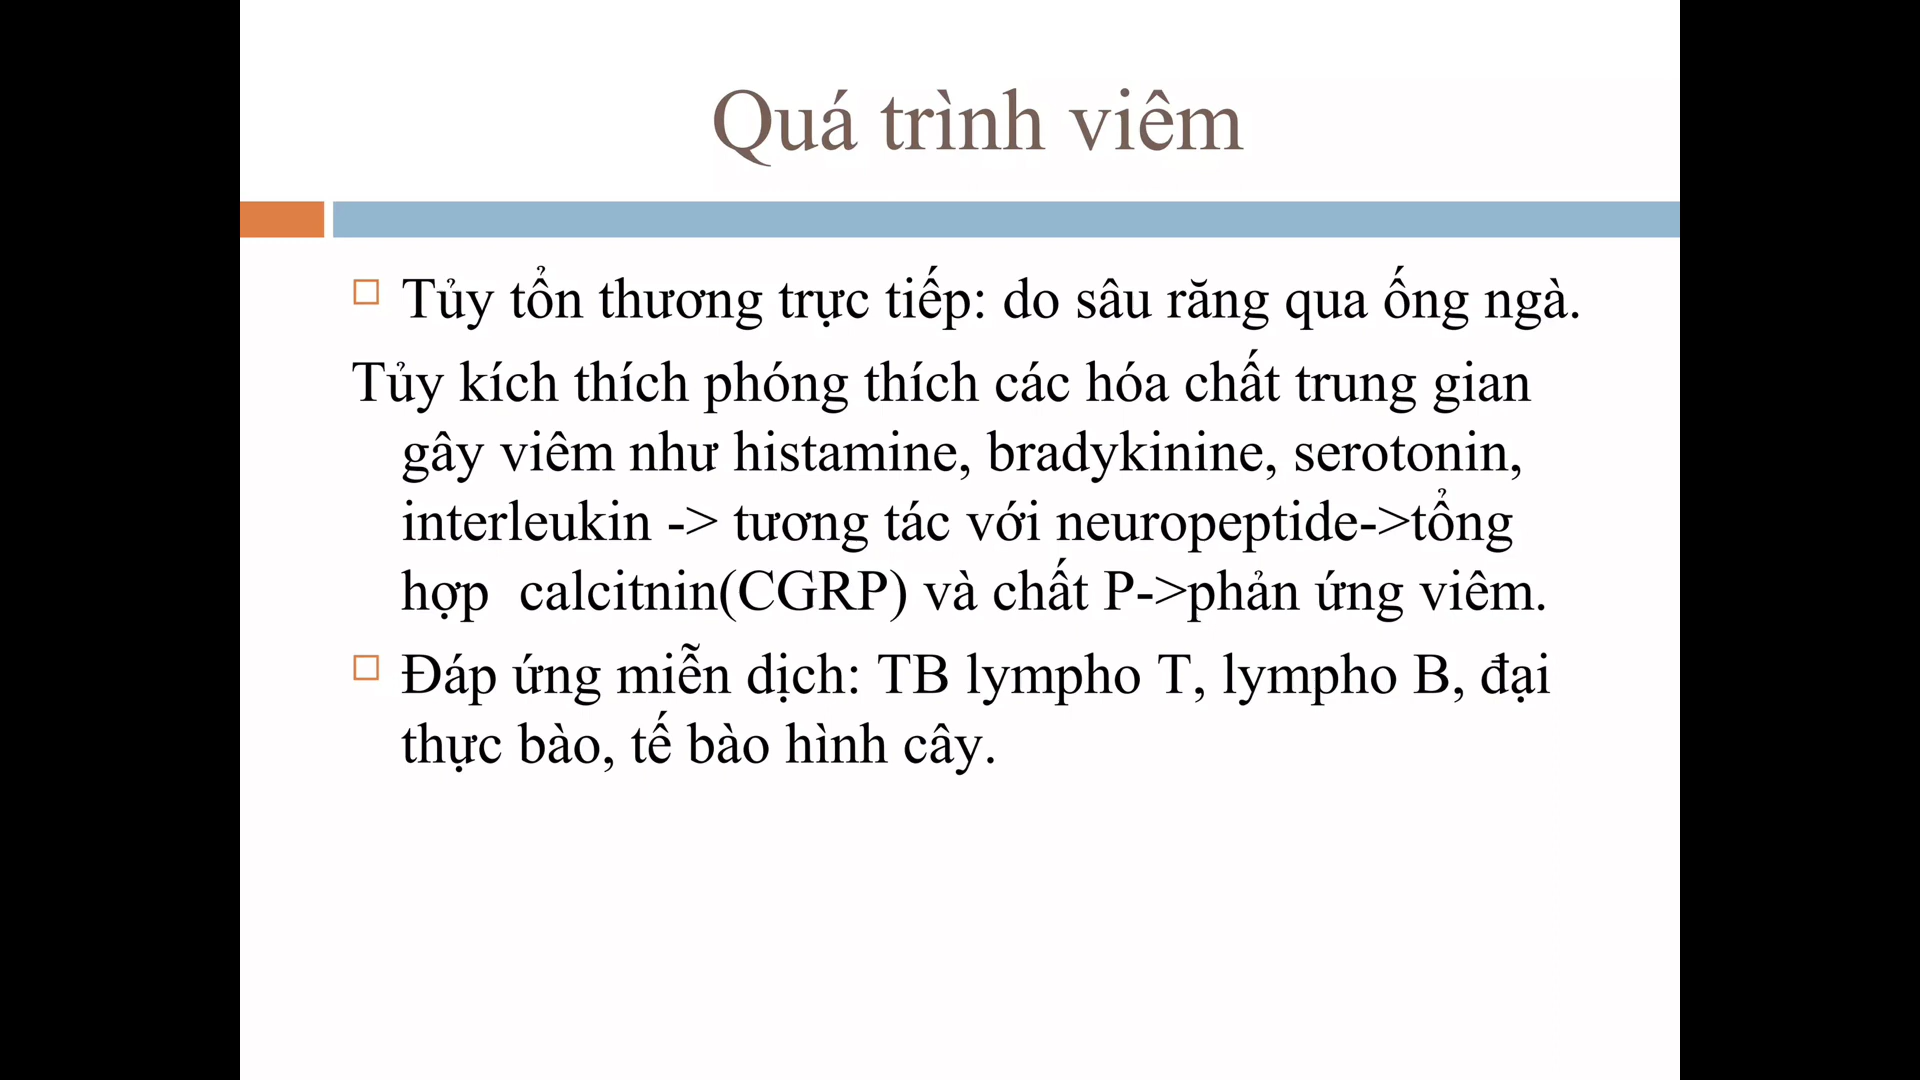 Quá trình viêm
Tủy tổn thương trực tiếp: do sâu răng qua ống ngà.
Tủy kích thích phóng thích các hóa chất trung gian
gây viêm như histamine, bradykinine, serotonin,
interleukin -> tương tác với neuropeptide->tổng
hợp  calcitnin(CGRP) và chất P->phản ứng viêm.
Đáp ứng miễn dịch: TB lympho T, lympho B, đại
thực bào, tế bào hình cây.